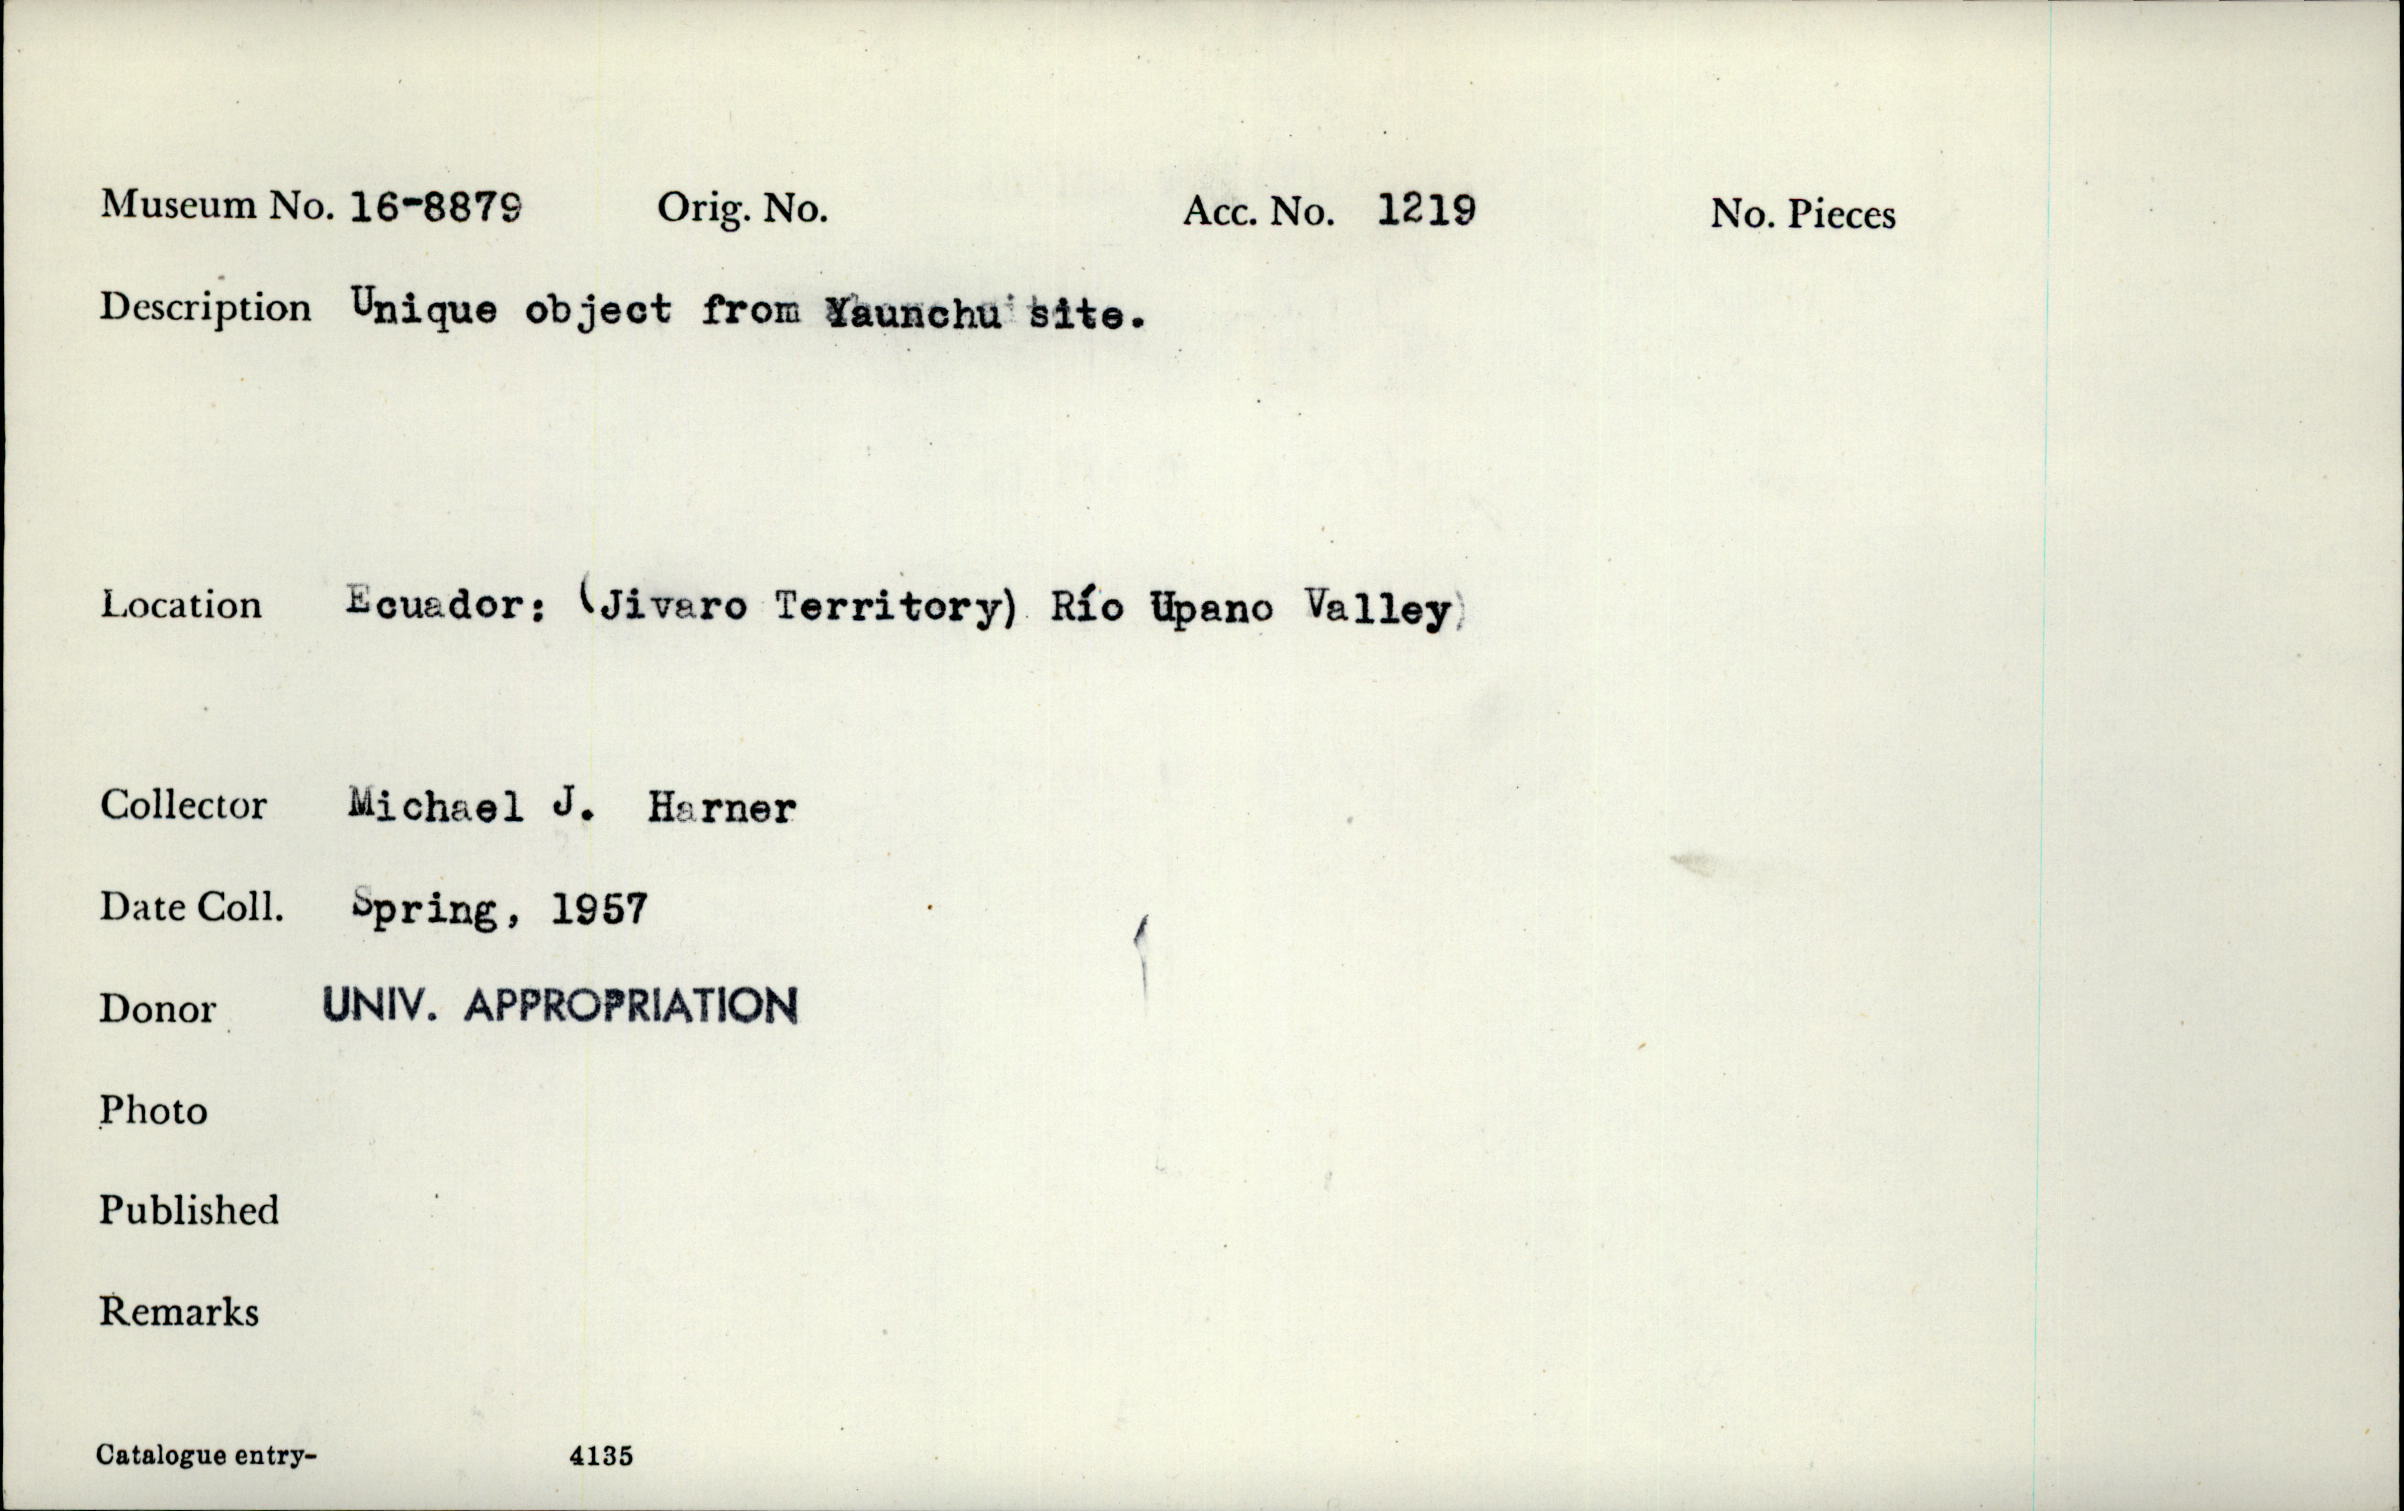 Museum No. 16-8879 Orig. No. Acc. No. 1219 No. Pieces
Description Unique object from Yaunchu' site.
Location Ecuador: (Jivaro Territory) Río Upano Valley)
Collector Michael J. Harner
Date Coll. Spring, 1957
Donor UNIV. APPROPRIATION
Photo
Published
Remarks
Catalogue entry- 4135